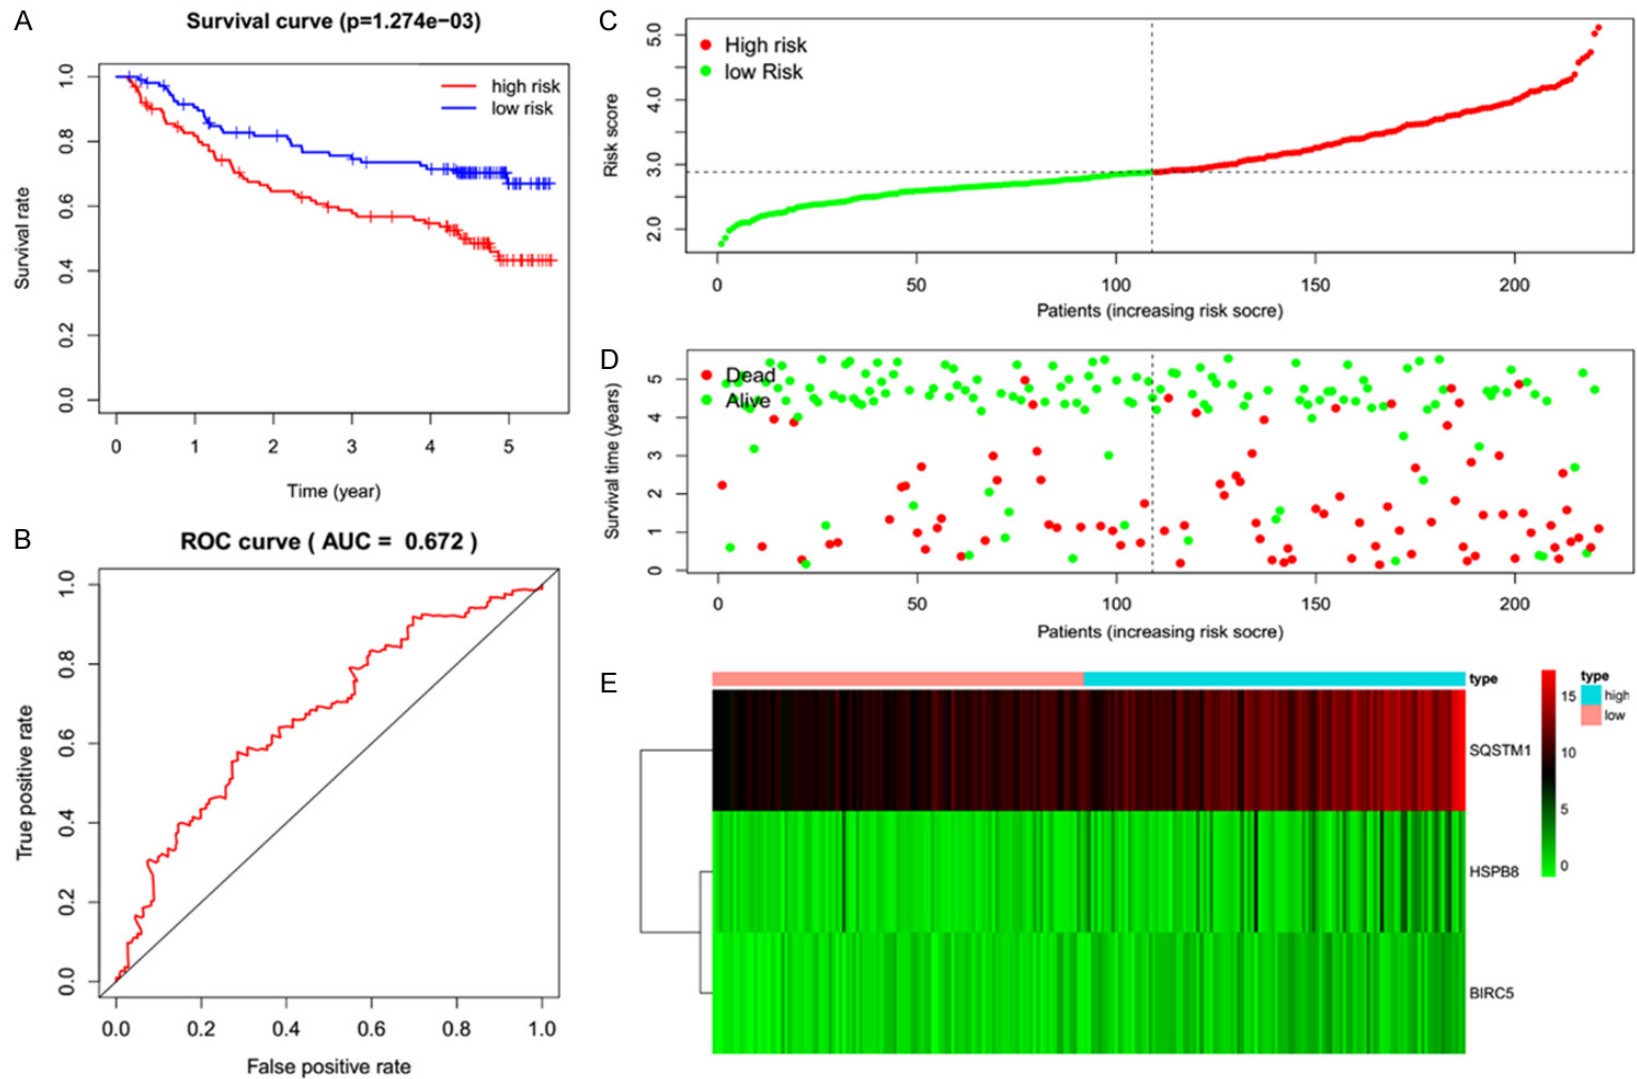 A
Survival curve (p=1.274e−03)
high risk
low risk
Survival rate
1.0
0.8
0.6
0.4
0.2
0.0
0 1 2 3 4 5
Time (year)
B
ROC curve ( AUC = 0.672 )
True positive rate
1.0
0.8
0.6
0.4
0.2
0.0
0.0 0.2 0.4 0.6 0.8 1.0
False positive rate
C
High risk
low Risk
Risk score
5.0
4.0
3.0
2.0
0 50 100 150 200
Patients (increasing risk socre)
D
Dead
Alive
Survival time (years)
5
4
3
2
1
0
0 50 100 150 200
Patients (increasing risk socre)
E
type
SQSTM1
HSPB8
BIRC5
15
10
5
0
type
high
low